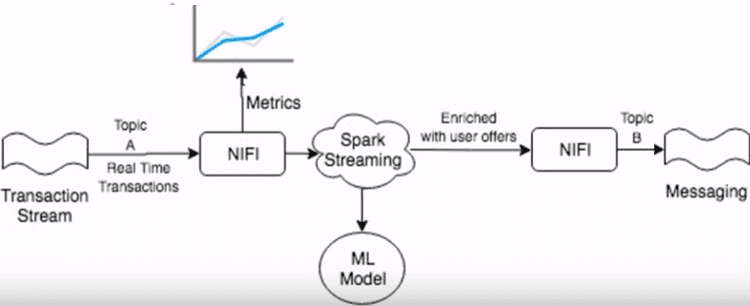 Metrics
Topic
A
Real Time
Transactions
Transaction
Stream
NIFI
Spark
Streaming
Enriched
with user offers
NIFI
Topic
B
Messaging
ML
Model